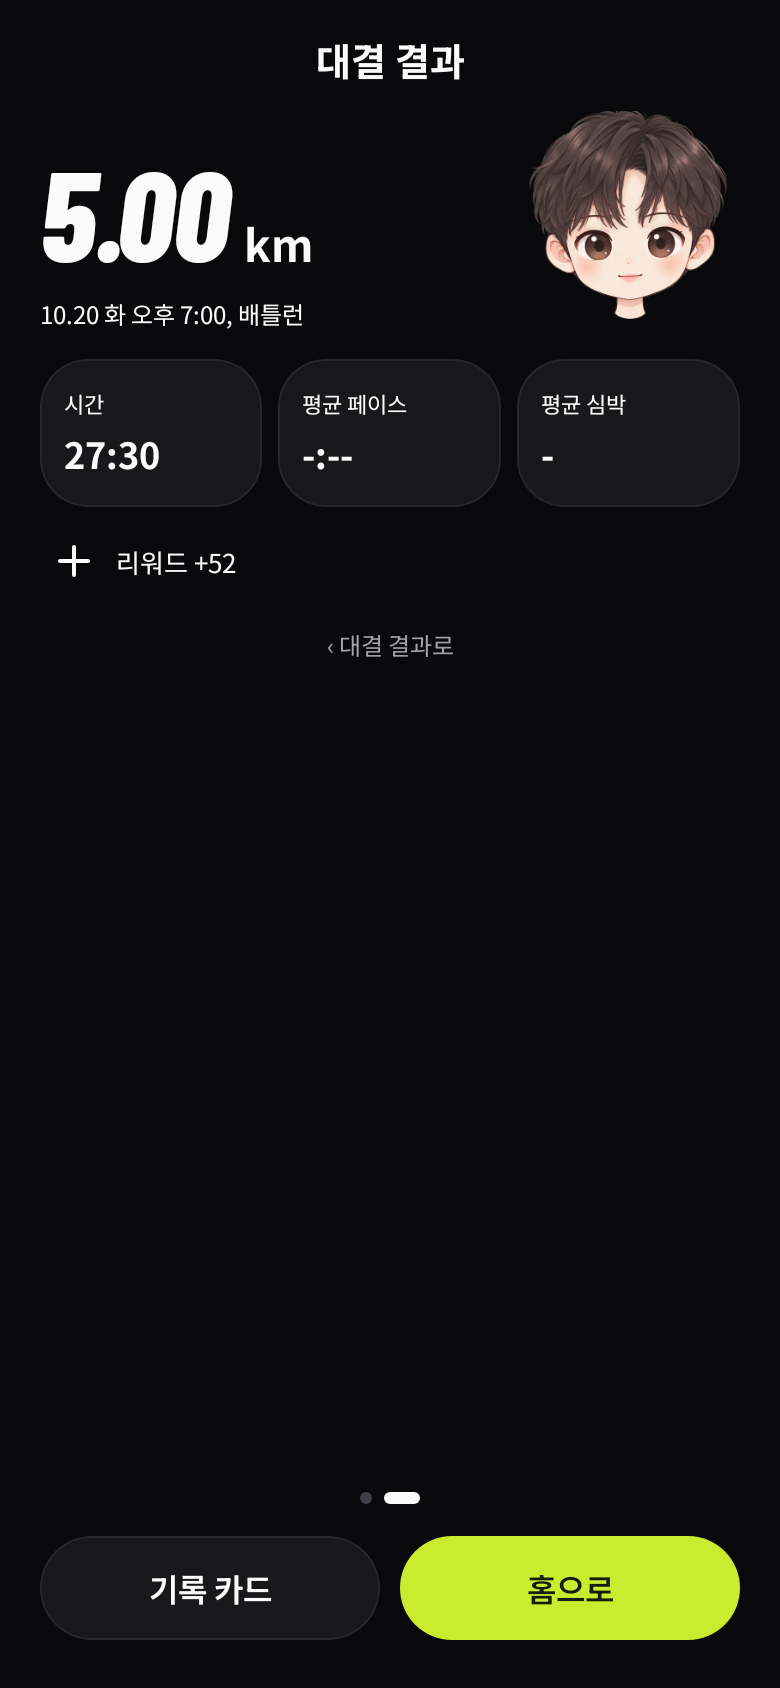 대결 결과
5.00 km
10.20 화 오후 7:00, 배틀런
시간
27:30
평균 페이스
-:--
평균 심박
-
리워드 +52
‹ 대결 결과로
기록 카드
홈으로